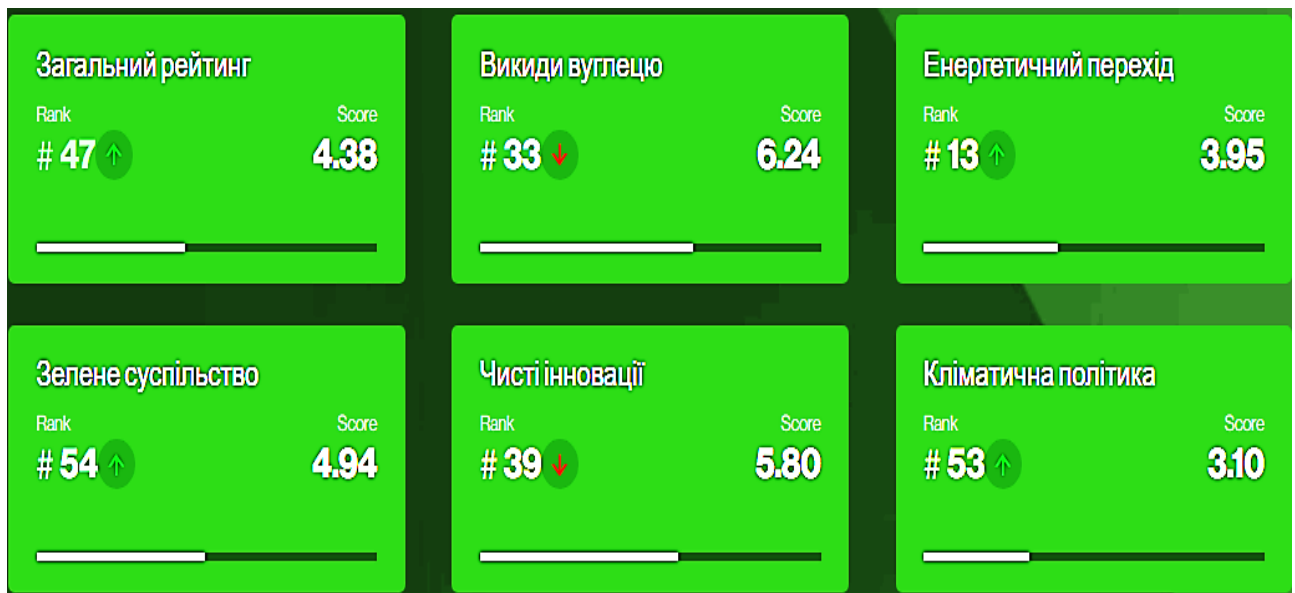 Загальний рейтинг
Rank Score
# 47 ↑ 4.38
Викиди вуглецю
Rank Score
# 33 ↓ 6.24
Енергетичний перехід
Rank Score
# 13 ↑ 3.95
Зелене суспільство
Rank Score
# 54 ↑ 4.94
Чисті інновації
Rank Score
# 39 ↓ 5.80
Кліматична політика
Rank Score
# 53 ↑ 3.10